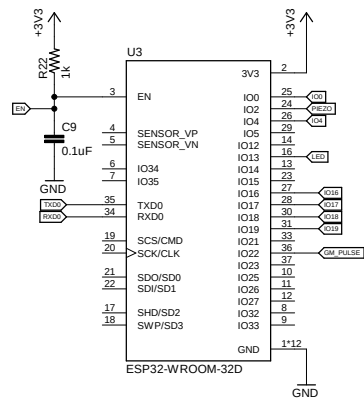 +3V3
+3V3
R22
1k
U3
2 3V3
EN 3 EN
IO0 25 IO0
IO2 24 PIEZO
IO4 26 IO4
IO5 29
C9
0.1uF
4 SENSOR_VP
5 SENSOR_VN
IO12 14
IO13 16 LED
IO14 13
IO15 23
6 IO34
7 IO35
GND
IO16 27 IO16
IO17 28 IO17
IO18 30 IO18
IO19 31 IO19
TXD0 35 TXD0
RXD0 34 RXD0
IO21 33
IO22 36 GM_PULSE
IO23 37
19 SCS/CMD
20 SCK/CLK
IO25 10
IO26 11
IO27 12
21 SDO/SD0
22 SDI/SD1
IO32 8
IO33 9
17 SHD/SD2
18 SWP/SD3
GND 1*12
ESP32-WROOM-32D
GND